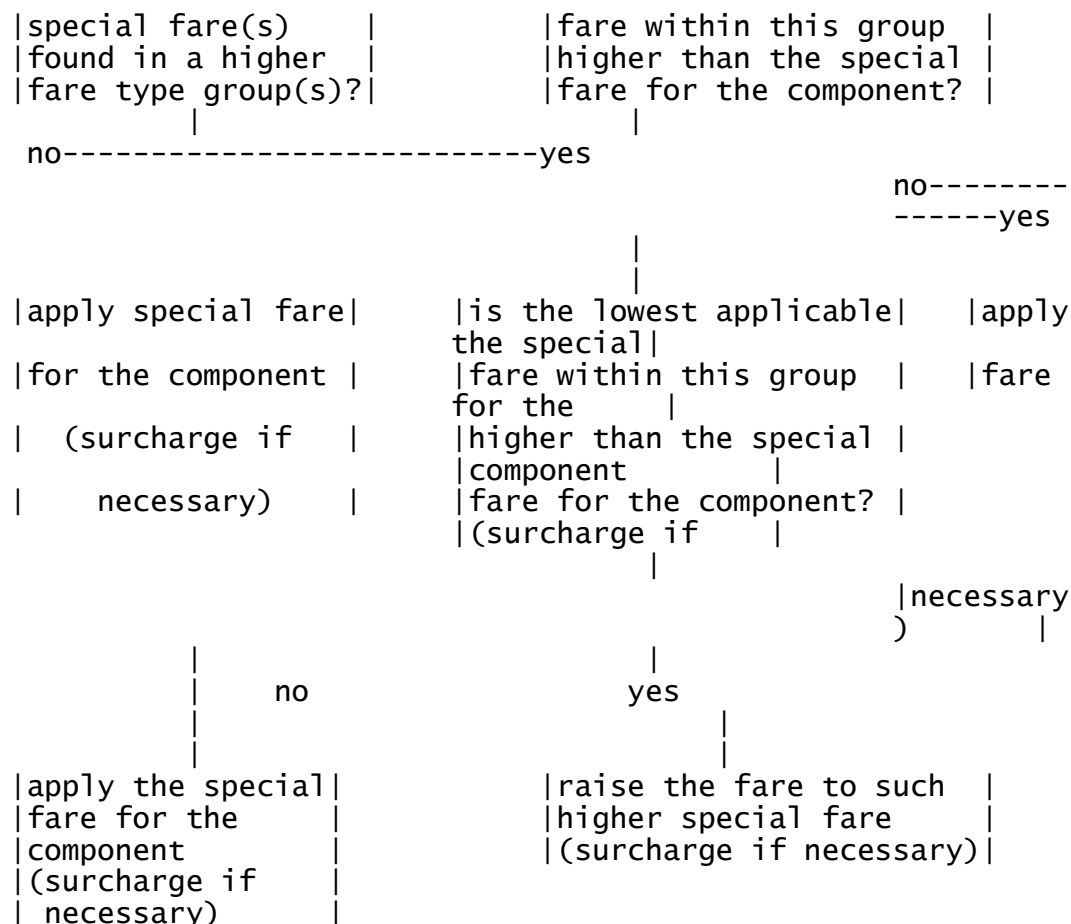 |special fare(s)    |         |fare within this group  |
|found in a higher  |         |higher than the special |
|fare type group(s)?|         |fare for the component? |
|                        |
no---------------------------yes
no--------
------yes
|
|
|apply special fare|     |is the lowest applicable|   |apply
the special|
|for the component |     |fare within this group  |   |fare
for the     |
|  (surcharge if   |     |higher than the special |
|component        |
|    necessary)    |     |fare for the component? |
|(surcharge if    |
|
|necessary
)       |
|                         |
|    no                 yes
|                             |
|                             |
|apply the special|           |raise the fare to such  |
|fare for the     |           |higher special fare     |
|component        |           |(surcharge if necessary)|
|(surcharge if    |
| necessary)      |